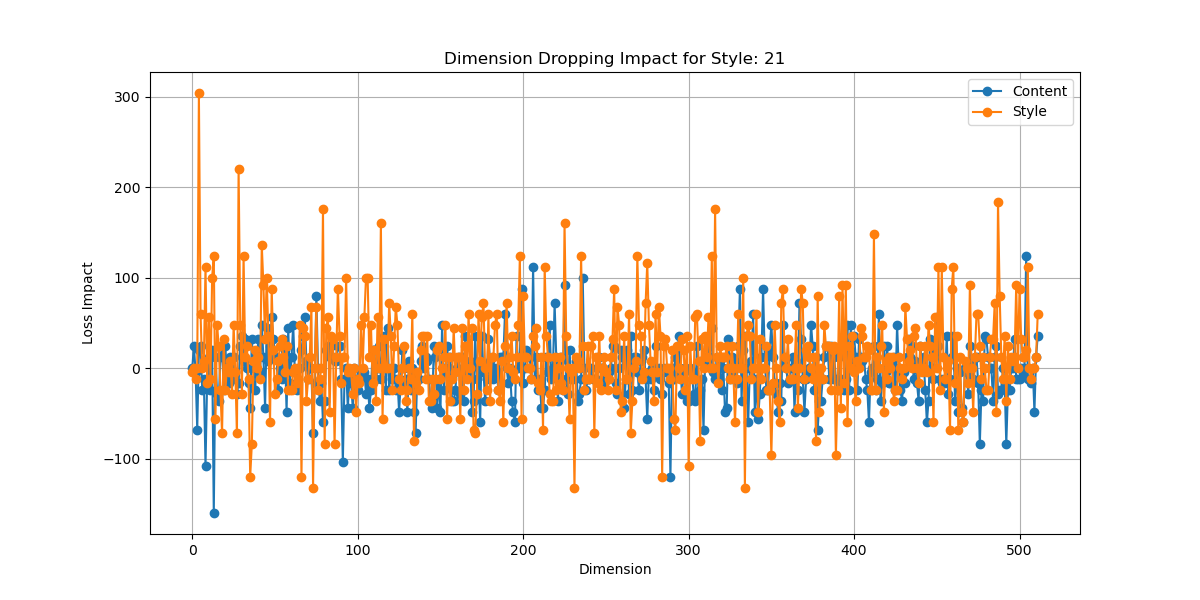 Dimension Dropping Impact for Style: 21
Content
Style
Loss Impact
300
200
100
0
−100
0 100 200 300 400 500
Dimension